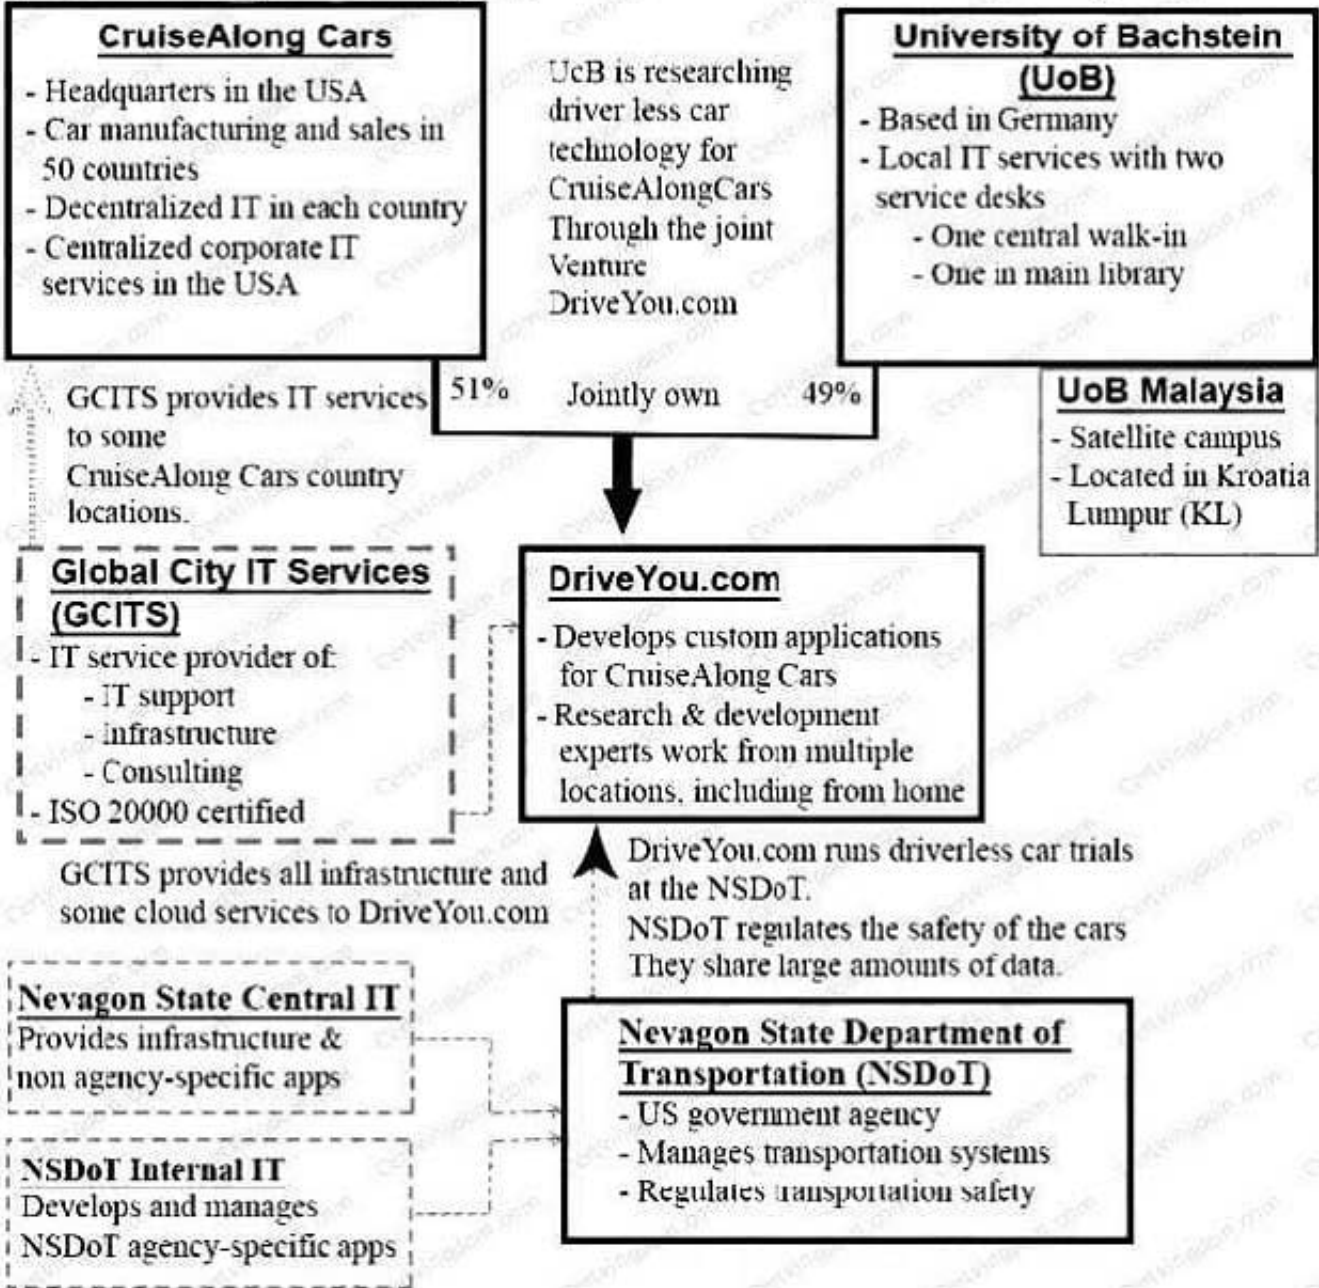 CruiseAlong Cars
- Headquarters in the USA
- Car manufacturing and sales in
50 countries
- Decentralized IT in each country
- Centralized corporate IT
services in the USA
UcB is researching
driver less car
technology for
CruiseAlongCars
Through the joint
Venture
DriveYou.com
University of Bachstein
(UoB)
- Based in Germany
- Local IT services with two
service desks
- One central walk-in
- One in main library
51% Jointly own 49%
UoB Malaysia
- Satellite campus
- Located in Kroatia
Lumpur (KL)
GCITS provides IT services
to some
CruiseAlong Cars country
locations.
Global City IT Services
(GCITS)
- IT service provider of:
- IT support
- Infrastructure
- Consulting
- ISO 20000 certified
DriveYou.com
- Develops custom applications
for CruiseAlong Cars
- Research & development
experts work from multiple
locations, including from home
GCITS provides all infrastructure and
some cloud services to DriveYou.com
DriveYou.com runs driverless car trials
at the NSDoT.
NSDoT regulates the safety of the cars
They share large amounts of data.
Nevagon State Central IT
Provides infrastructure &
non agency-specific apps
NSDoT Internal IT
Develops and manages
NSDoT agency-specific apps
Nevagon State Department of
Transportation (NSDoT)
- US government agency
- Manages transportation systems
- Regulates transportation safety